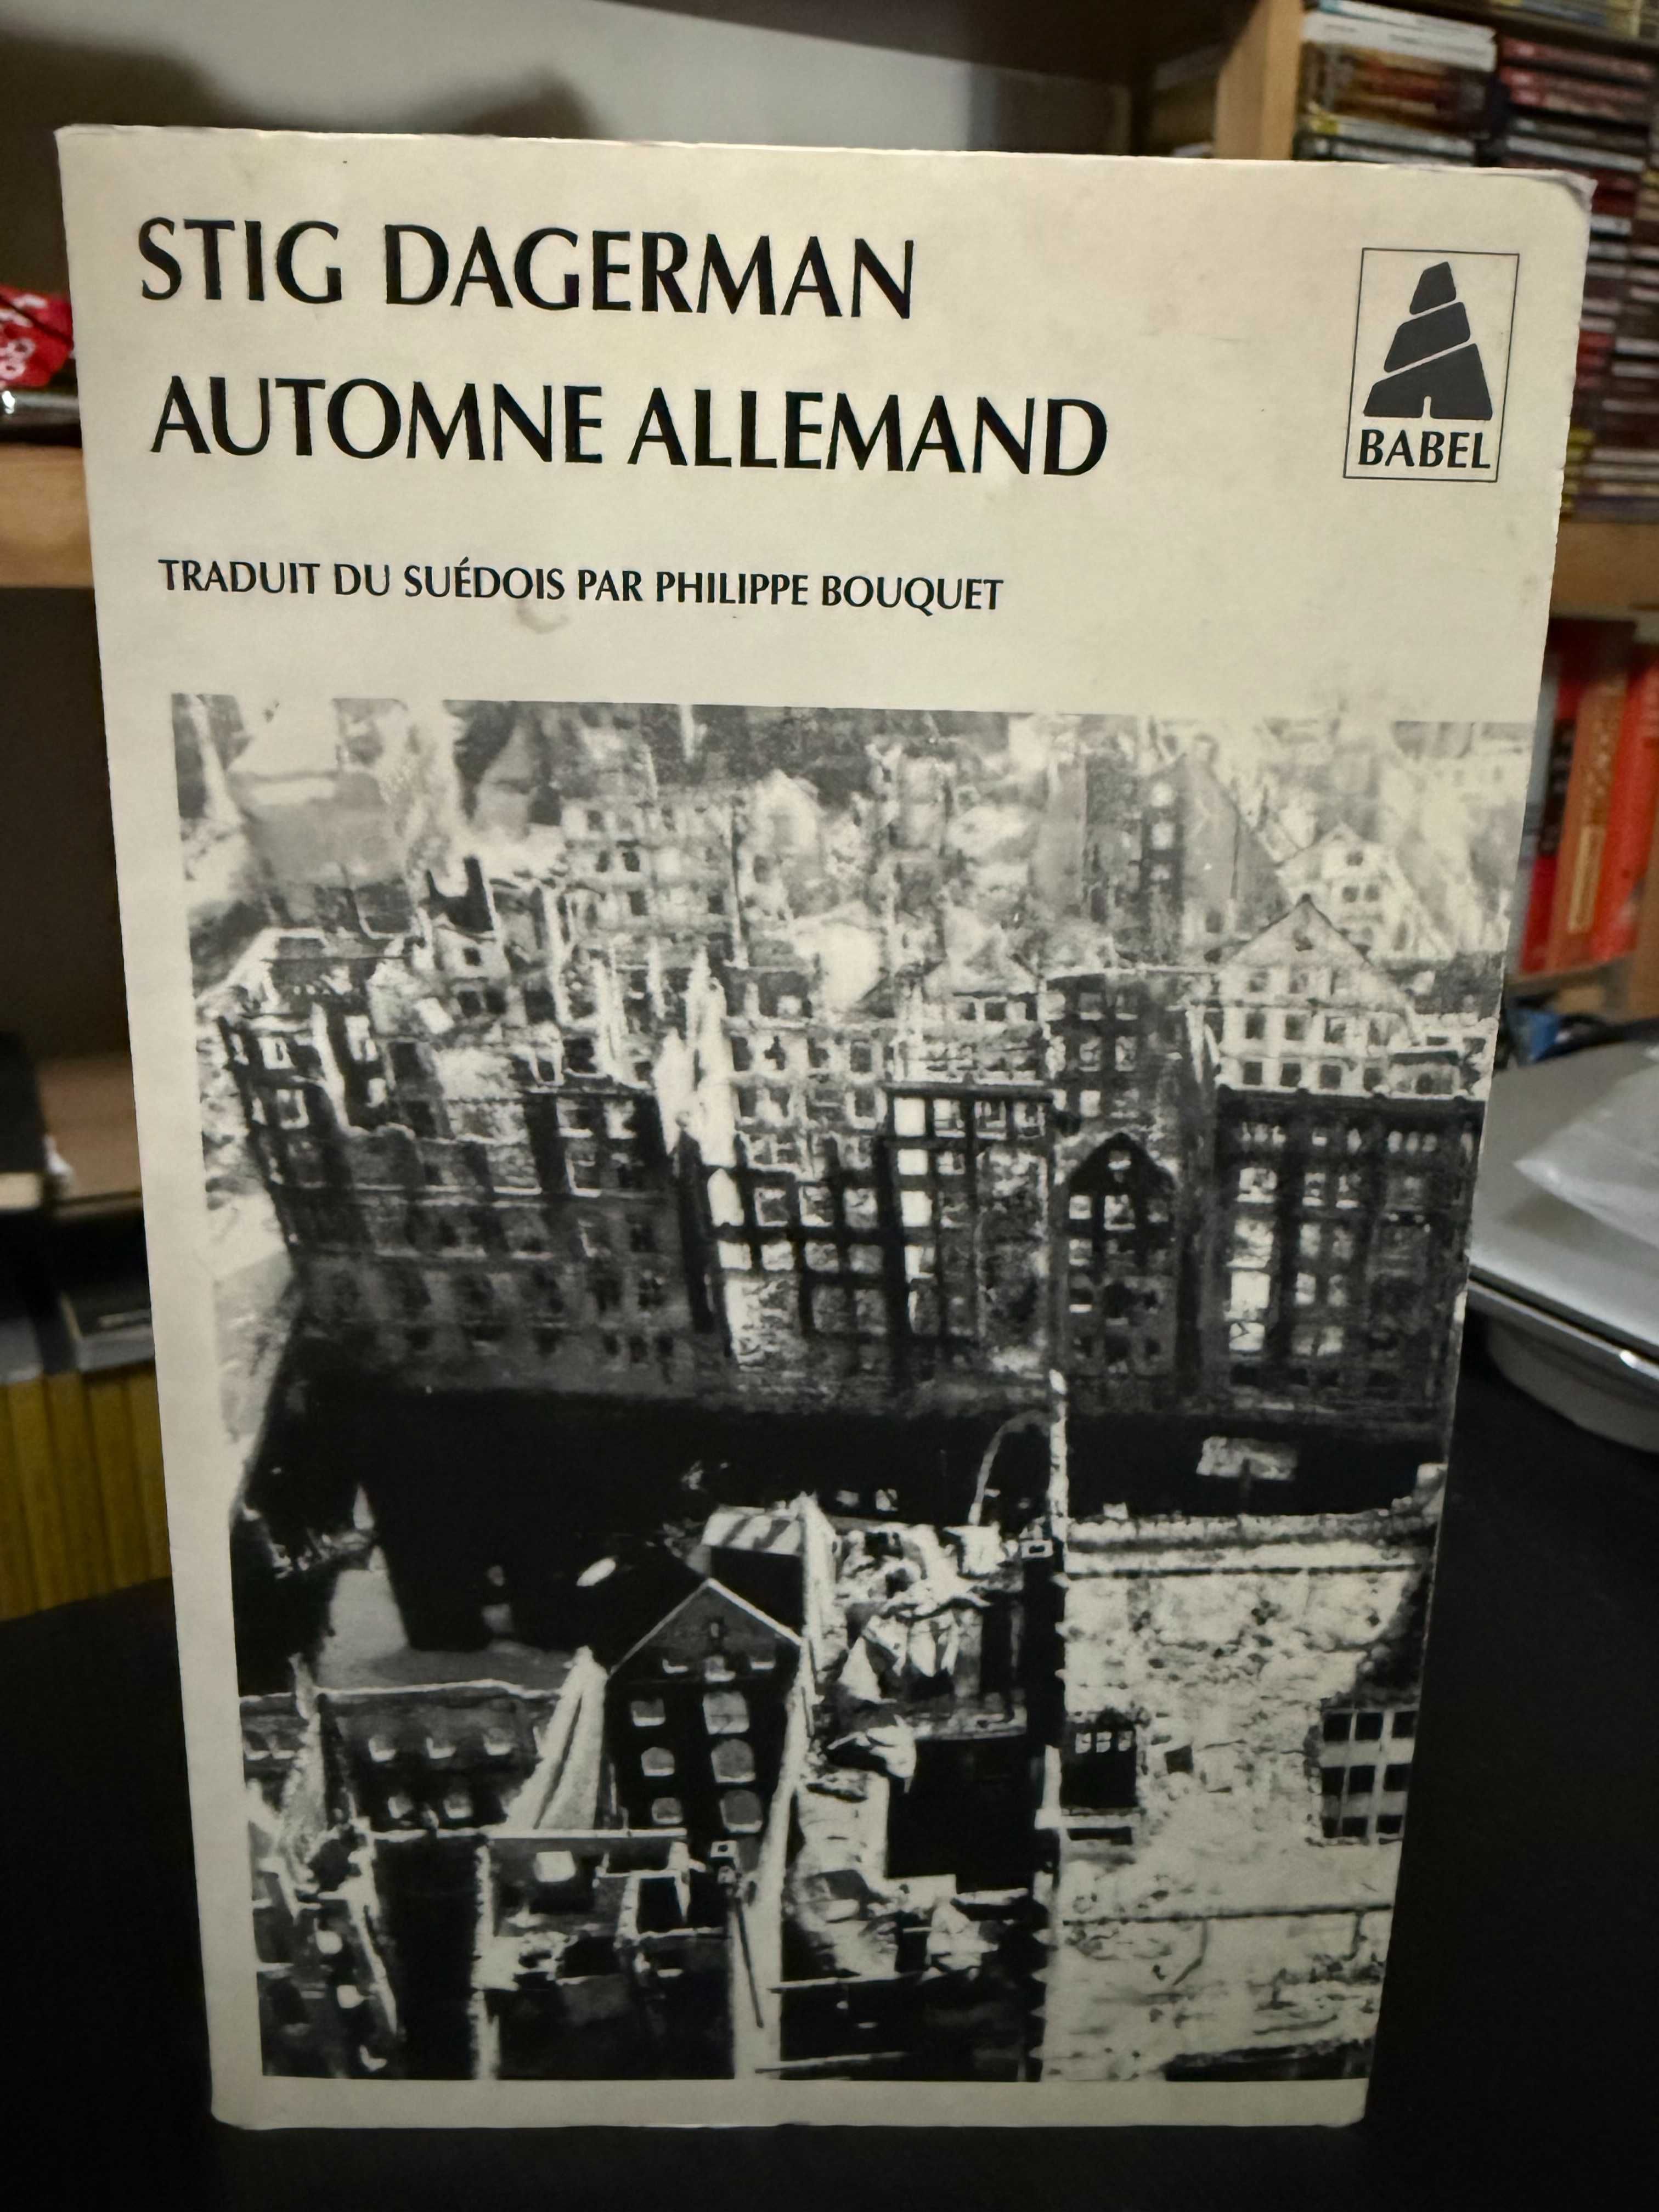 STIG DAGERMAN
AUTOMNE ALLEMAND
BABEL
TRADUIT DU SUÉDOIS PAR PHILIPPE BOUQUET